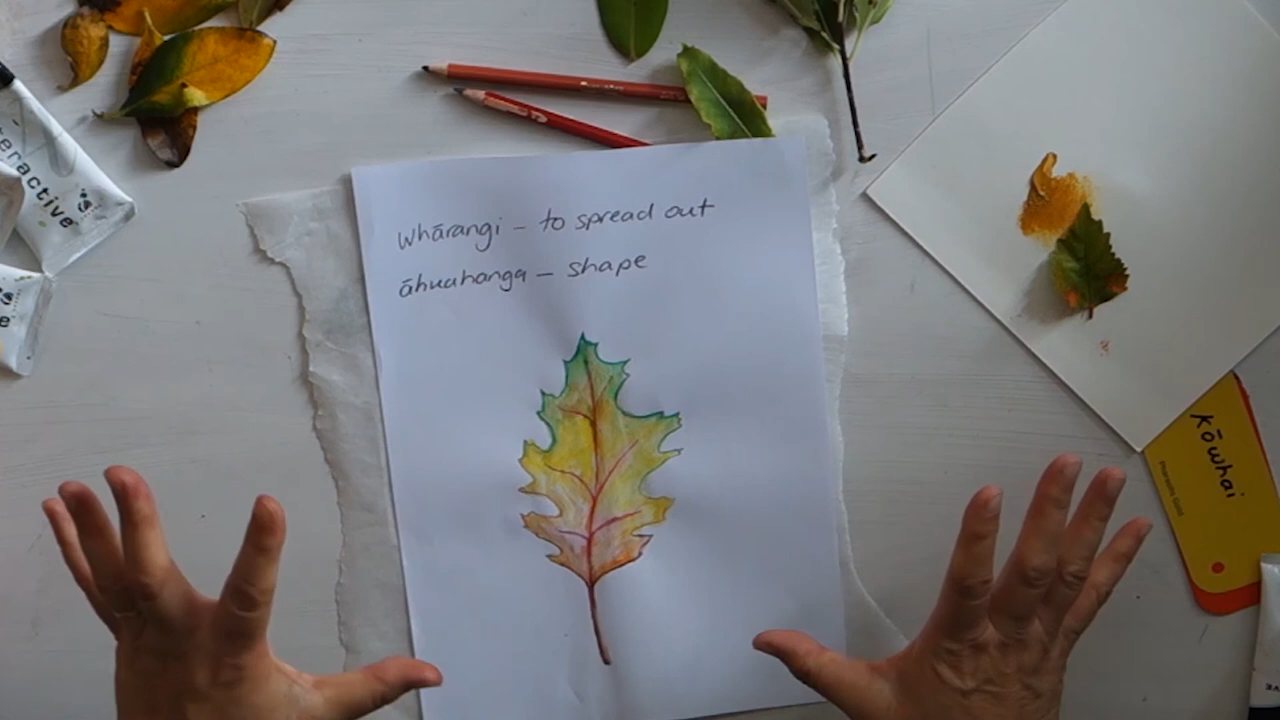 whārangi – to spread out
āhuahanga – shape
kōwhai
eractive
e